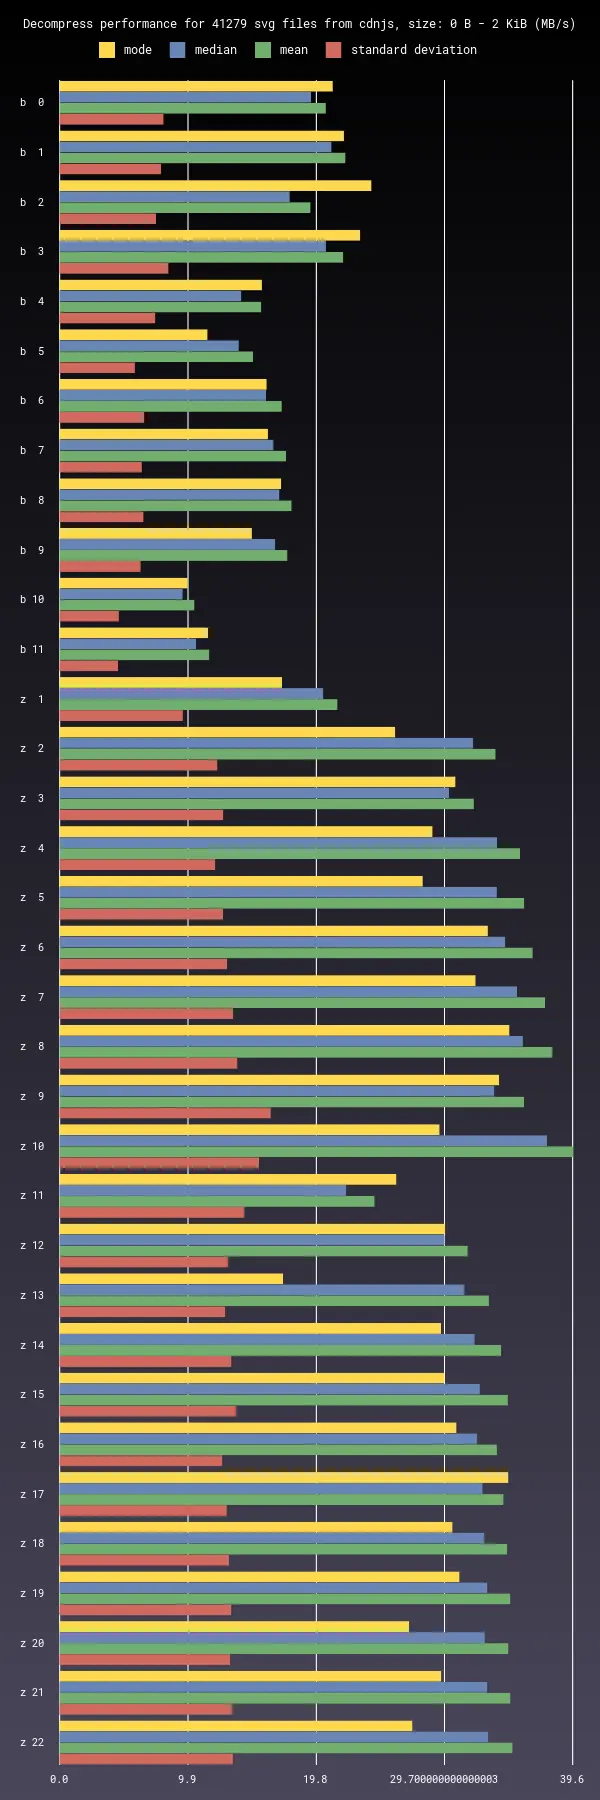 Decompress performance for 41279 svg files from cdnjs, size: 0 B - 2 KiB (MB/s)
mode median mean standard deviation
b 0
b 1
b 2
b 3
b 4
b 5
b 6
b 7
b 8
b 9
b 10
b 11
z 1
z 2
z 3
z 4
z 5
z 6
z 7
z 8
z 9
z 10
z 11
z 12
z 13
z 14
z 15
z 16
z 17
z 18
z 19
z 20
z 21
z 22
0.0 9.9 19.8 29.700000000000003 39.6